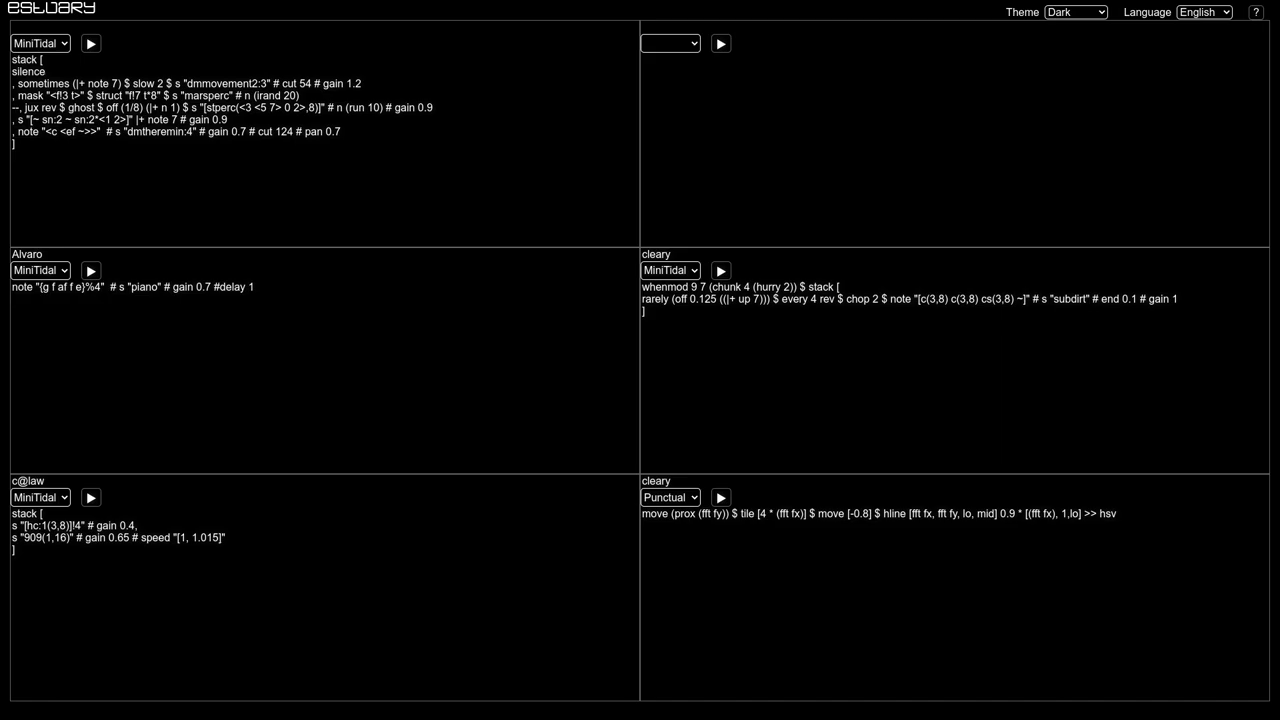 estuary
Theme Dark Language English ?
MiniTidal
stack [
silence
, sometimes (|+ note 7) $ slow 2 $ s "dmmovement2:3" # cut 54 # gain 1.2
, mask "<f!3 t>" $ struct "f!7 t*8" $ s "marsperc" # n (irand 20)
--, jux rev $ ghost $ off (1/8) (|+ n 1) $ s "[stperc(<3 <5 7> 0 2>,8)]" # n (run 10) # gain 0.9
, s "[~ sn:2 ~ sn:2*<1 2>]" |+ note 7 # gain 0.9
, note "<c <ef ~>>"  # s "dmtheremin:4" # gain 0.7 # cut 124 # pan 0.7
]
Alvaro
MiniTidal
note "{g f af f e}%4"  # s "piano" # gain 0.7 #delay 1
cleary
MiniTidal
whenmod 9 7 (chunk 4 (hurry 2)) $ stack [
rarely (off 0.125 ((|+ up 7))) $ every 4 rev $ chop 2 $ note "[c(3,8) c(3,8) cs(3,8) ~]" # s "subdirt" # end 0.1 # gain 1
]
c@law
MiniTidal
stack [
s "[hc:1(3,8)]!4" # gain 0.4,
s "909(1,16)" # gain 0.65 # speed "[1, 1.015]"
]
cleary
Punctual
move (prox (fft fy)) $ tile [4 * (fft fx)] $ move [-0.8] $ hline [fft fx, fft fy, lo, mid] 0.9 * [(fft fx), 1,lo] >> hsv